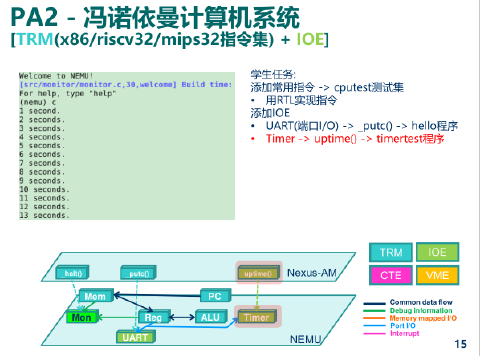 PA2 - 冯诺依曼计算机系统
[TRM(x86/riscv32/mips32指令集) + IOE]
Welcome to NEMU!
[src/monitor/monitor.c,30,welcome] Build time:
For help, type "help"
(nemu) c
1 second.
2 seconds.
3 seconds.
4 seconds.
5 seconds.
6 seconds.
7 seconds.
8 seconds.
9 seconds.
10 seconds.
11 seconds.
12 seconds.
13 seconds.
学生任务:
添加常用指令 -> cputest测试集
• 用RTL实现指令
添加IOE
• UART(端口I/O) -> _putc() -> hello程序
• Timer -> uptime() -> timertest程序
_halt()
_putc()
uptime()
Nexus-AM
Mem
PC
Mon
Reg
ALU
Timer
UART
NEMU
TRM
IOE
CTE
VME
Common data flow
Debug information
Memory mapped I/O
Port I/O
Interrupt
15